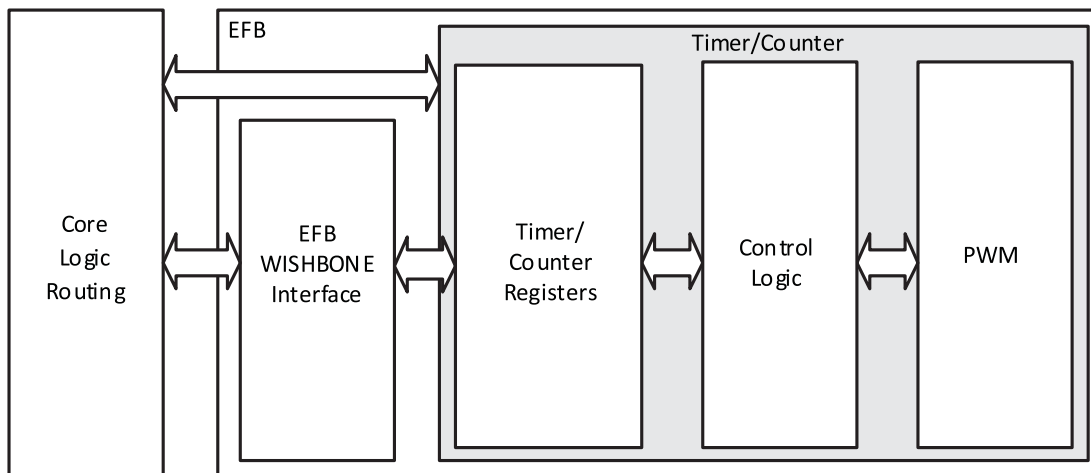 EFB
Timer/Counter
Core
Logic
Routing
EFB
WISHBONE
Interface
Timer/
Counter
Registers
Control
Logic
PWM